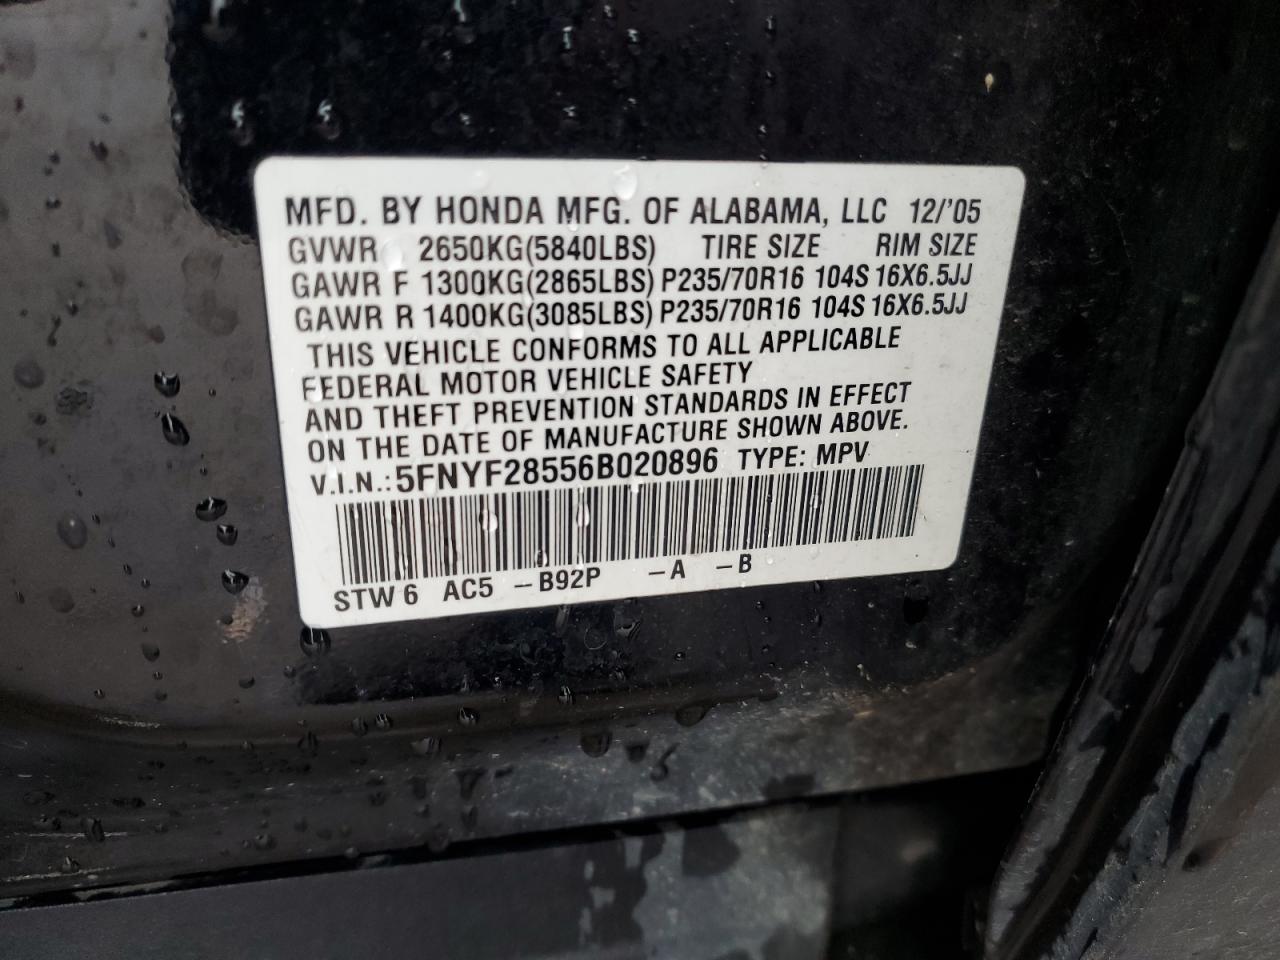 MFD. BY HONDA MFG. OF ALABAMA, LLC 12/'05
GVWR 2650KG(5840LBS) TIRE SIZE RIM SIZE
GAWR F 1300KG(2865LBS) P235/70R16 104S 16X6.5JJ
GAWR R 1400KG(3085LBS) P235/70R16 104S 16X6.5JJ
THIS VEHICLE CONFORMS TO ALL APPLICABLE
FEDERAL MOTOR VEHICLE SAFETY
AND THEFT PREVENTION STANDARDS IN EFFECT
ON THE DATE OF MANUFACTURE SHOWN ABOVE.
V.I.N.: 5FNYF28556B020896 TYPE: MPV
STW 6 AC5 – B92P – A – B